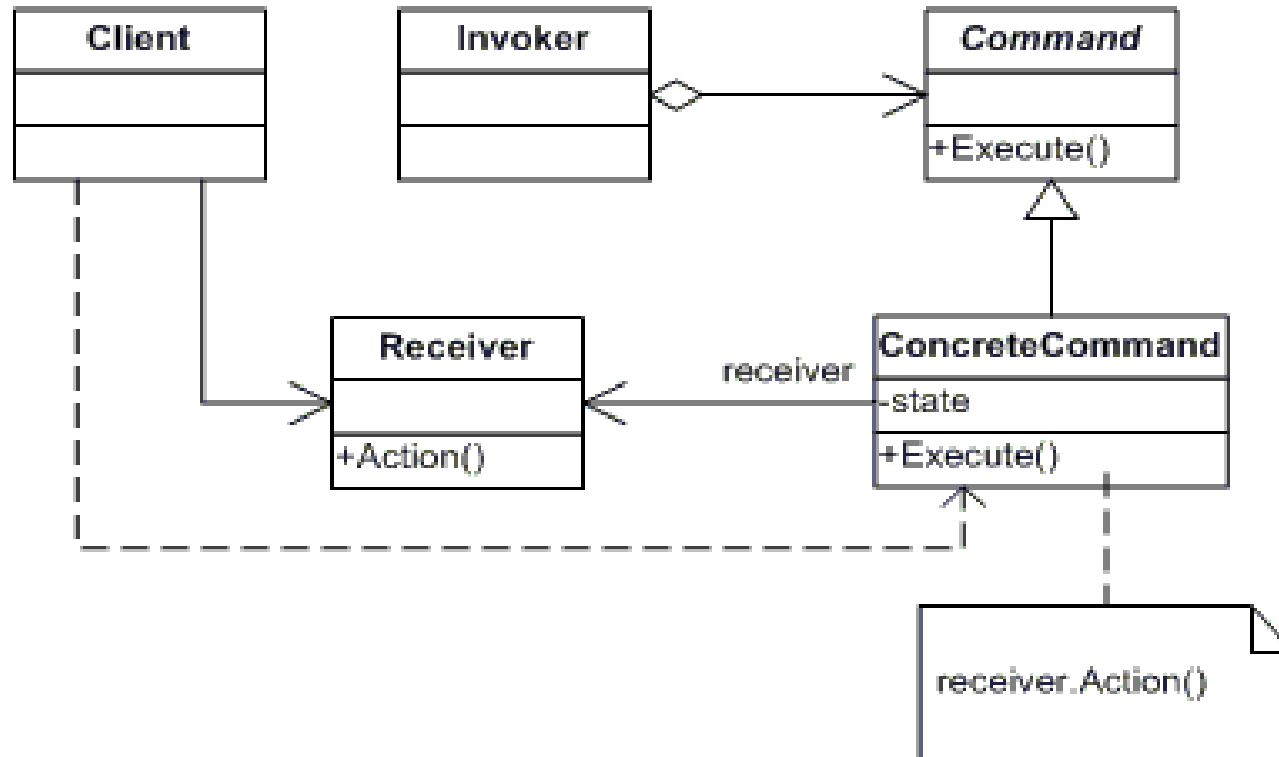 Client
Invoker
Command
+Execute()
Receiver
+Action()
receiver
ConcreteCommand
-state
+Execute()
receiver.Action()